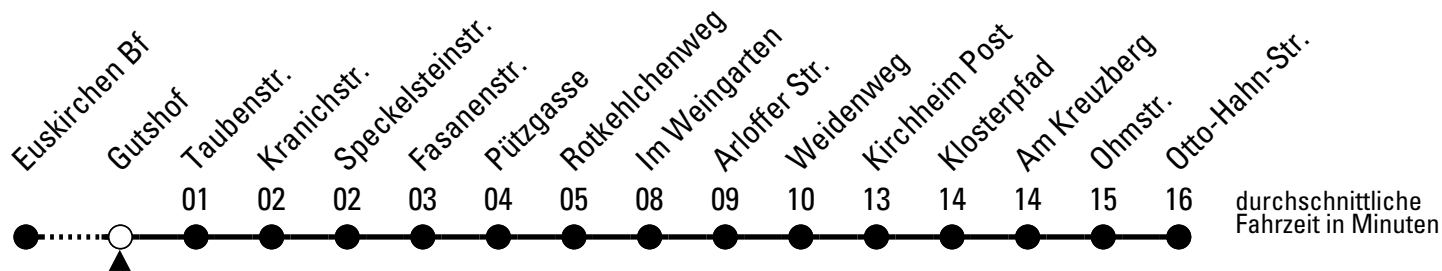 Euskirchen Bf
Gutshof
Taubenstr.
Kranichstr.
Speckelsteinstr.
Fasanenstr.
Pützgasse
Rotkehlchenweg
Im Weingarten
Arloffer Str.
Weidenweg
Kirchheim Post
Klosterpfad
Am Kreuzberg
Ohmstr.
Otto-Hahn-Str.
01 02 02 03 04 05 08 09 10 13 14 14 15 16
durchschnittliche
Fahrzeit in Minuten